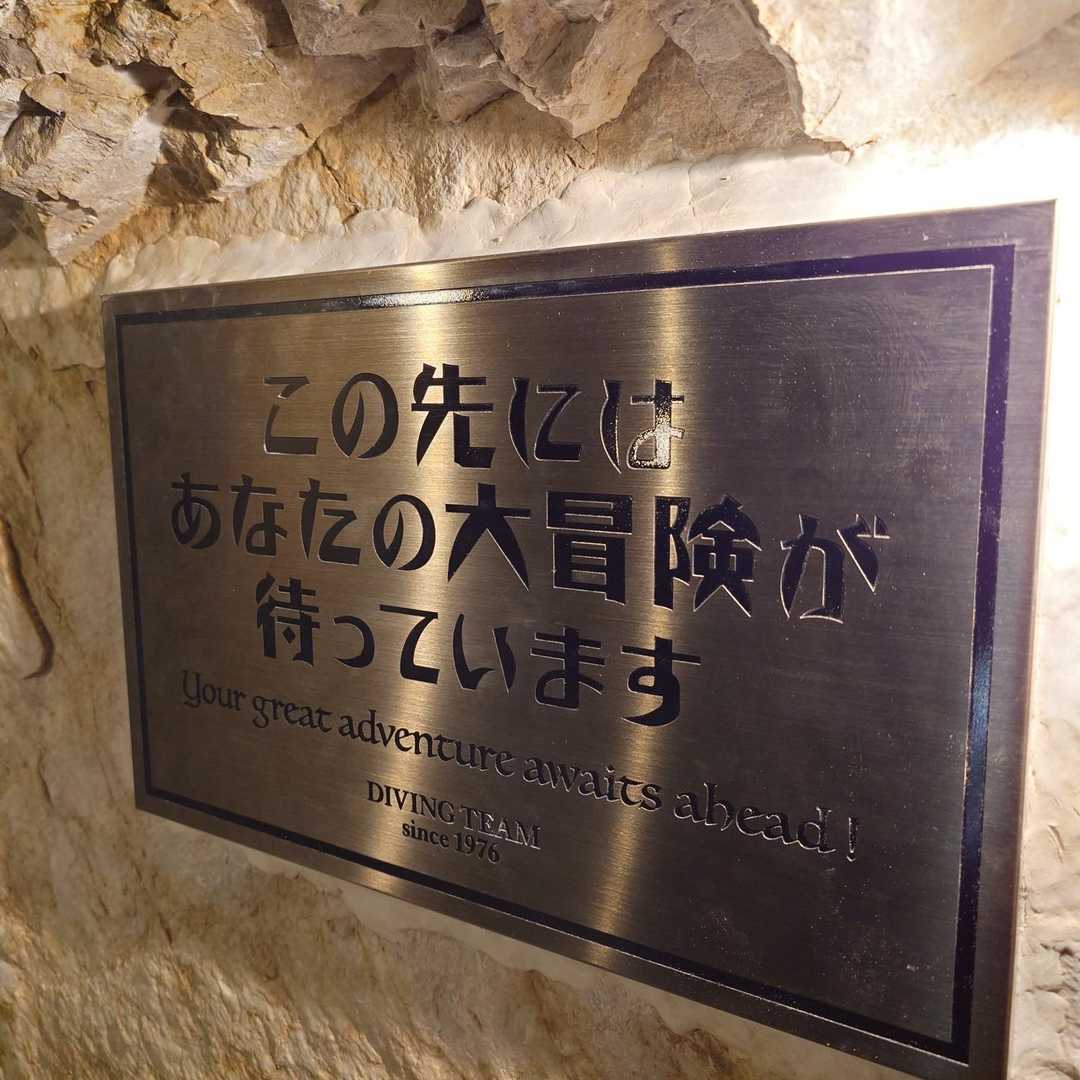 この先には
あなたの大冒険が
待っています
Your great adventure awaits ahead!
DIVING TEAM
since 1976